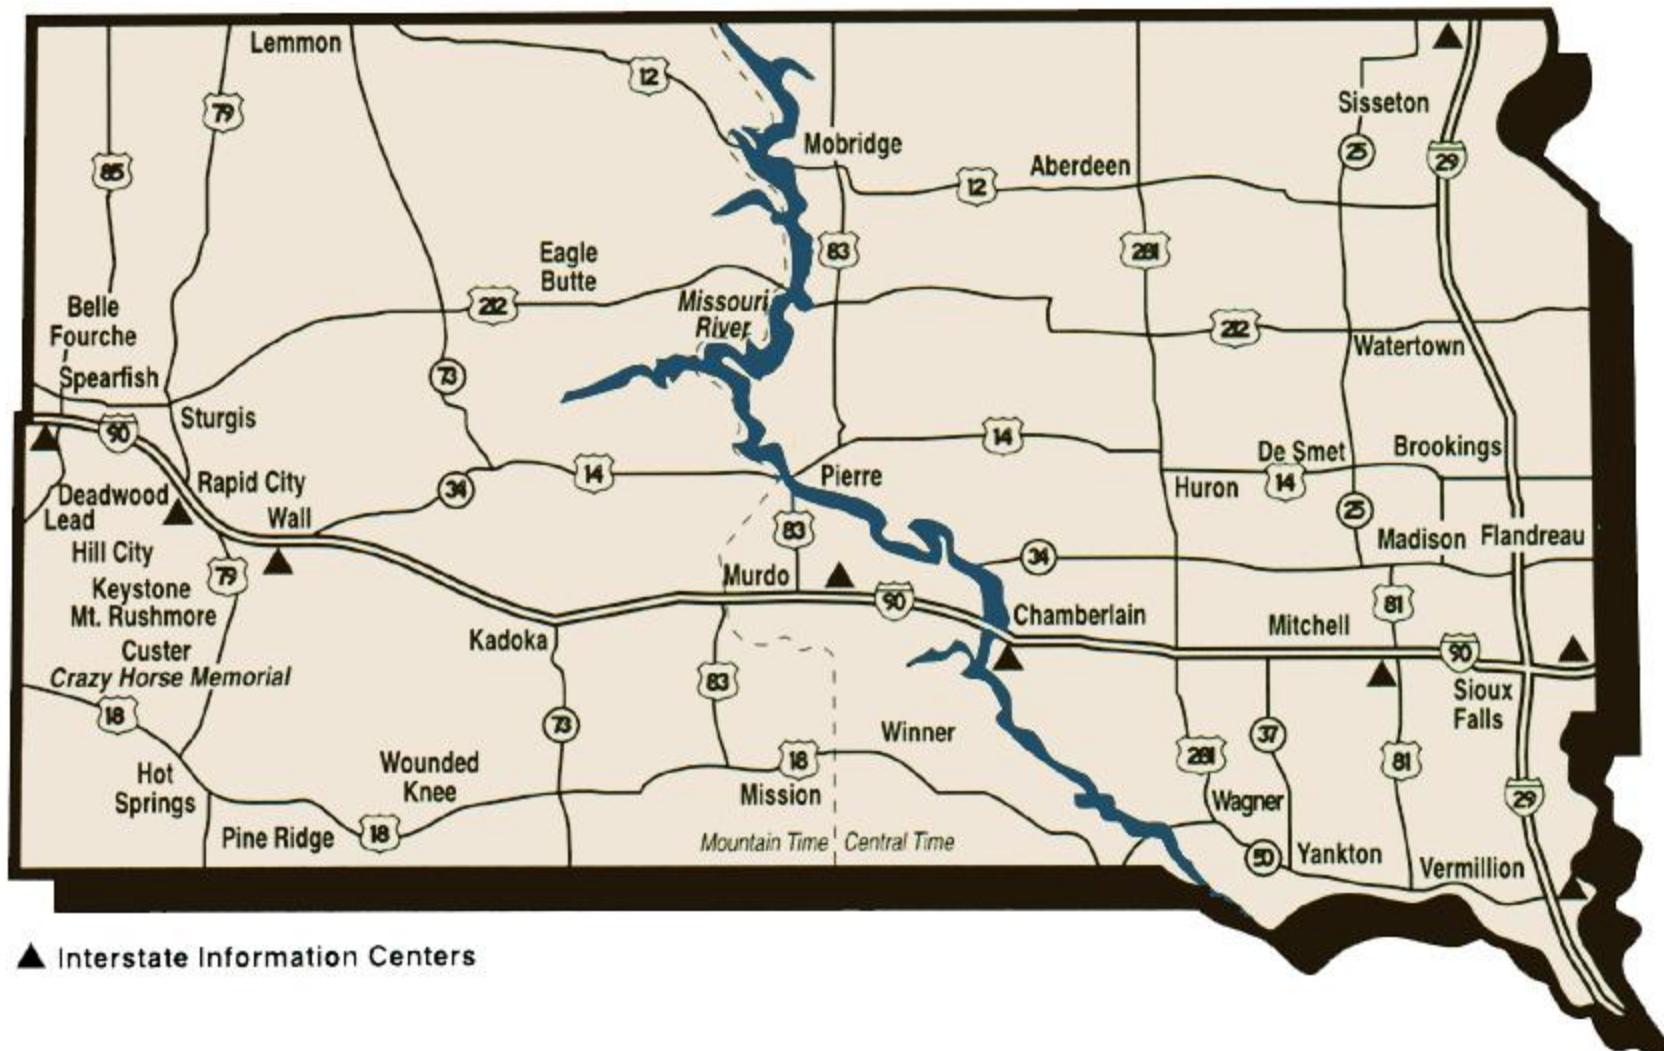 Lemmon
12
79
Sisseton
Mobridge
25
29
85
Aberdeen
12
Eagle
Butte
83
281
Belle
Fourche
212
Missouri
River
212
Watertown
Spearfish
73
Sturgis
90
14
De Smet
Brookings
Rapid City
Deadwood
Lead
34
14
Pierre
Huron
14
Wall
25
83
Hill City
34
Madison
Flandreau
Keystone
79
Murdo
90
81
Mt. Rushmore
Chamberlain
Mitchell
Custer
Kadoka
90
Crazy Horse Memorial
83
Sioux
Falls
18
73
Winner
37
Hot
Springs
Wounded
Knee
18
281
81
Mission
Wagner
29
Pine Ridge
18
Mountain Time
Central Time
50
Yankton
Vermillion
Interstate Information Centers